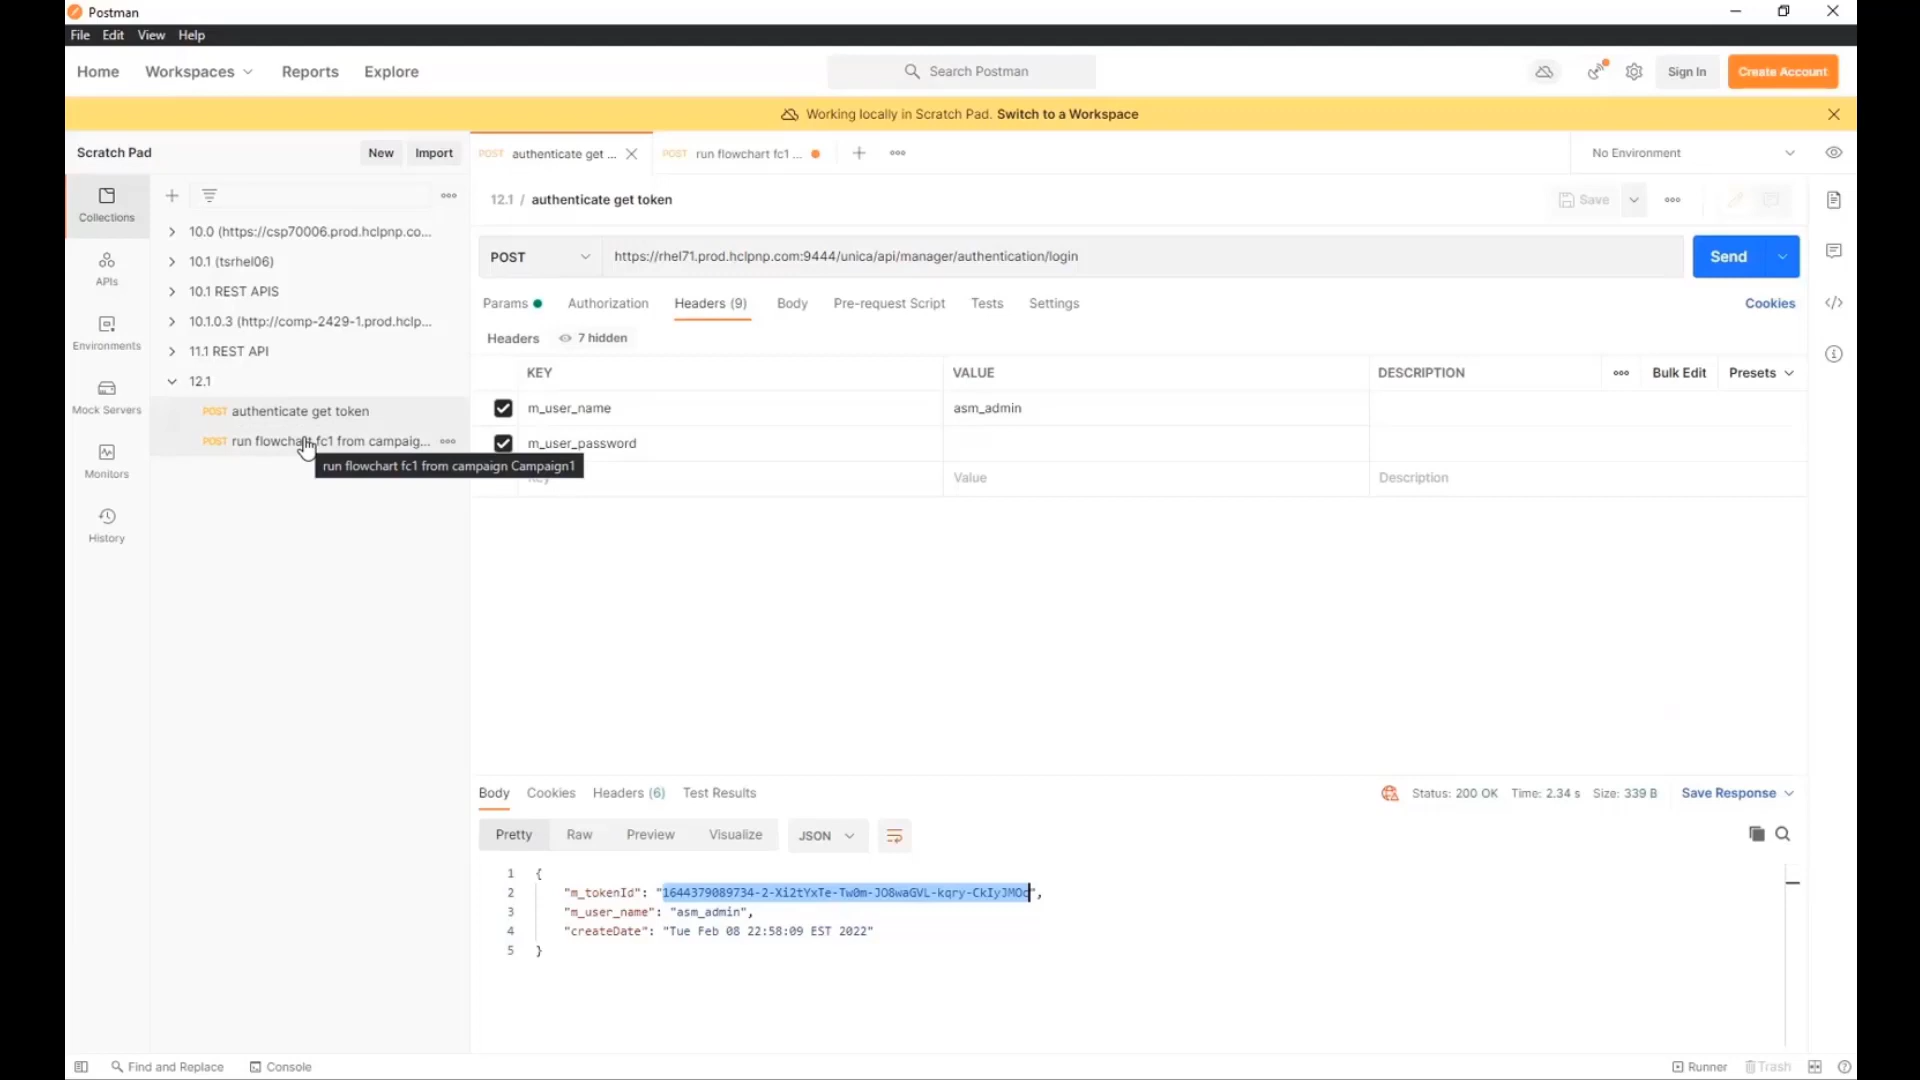 Postman
File Edit View Help
Home Workspaces Reports Explore
Search Postman
Sign In Create Account
Working locally in Scratch Pad. Switch to a Workspace
Scratch Pad New Import
POST authenticate get ... POST run flowchart fc1 ...
No Environment
Collections
APIs
Environments
Mock Servers
Monitors
History
10.0 (https://csp70006.prod.hclpnp.co...
10.1 (tsrhel06)
10.1 REST APIS
10.1.0.3 (http://comp-2429-1.prod.hclp...
11.1 REST API
12.1
POST authenticate get token
POST run flowchart fc1 from campaig...
run flowchart fc1 from campaign Campaign1
12.1 / authenticate get token
Save
POST https://rhel71.prod.hclpnp.com:9444/unica/api/manager/authentication/login Send
Params Authorization Headers (9) Body Pre-request Script Tests Settings Cookies
Headers 7 hidden
KEY VALUE DESCRIPTION Bulk Edit Presets
m_user_name asm_admin
m_user_password
Key Value Description
Body Cookies Headers (6) Test Results
Status: 200 OK Time: 2.34 s Size: 339 B Save Response
Pretty Raw Preview Visualize JSON
1 {
2 "m_tokenId": "1644379089734-2-Xi2tYxTe-Tw0m-JO8waGVL-kqry-CkIyJMOc",
3 "m_user_name": "asm_admin",
4 "createDate": "Tue Feb 08 22:58:09 EST 2022"
5 }
Find and Replace Console
Runner Trash